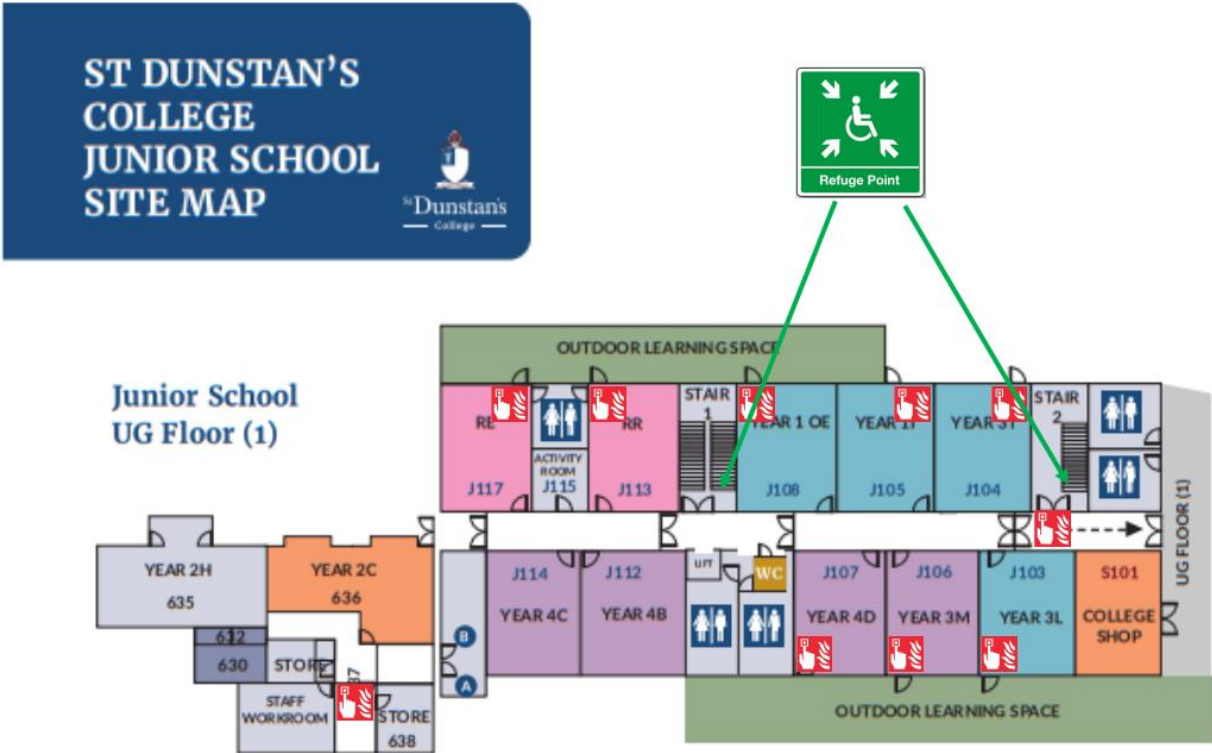 ST DUNSTAN'S
COLLEGE
JUNIOR SCHOOL
SITE MAP
St Dunstan's
College
Refuge Point
Junior School
UG Floor (1)
OUTDOOR LEARNING SPACE
RE
J117
ACTIVITY
ROOM
J115
RR
J113
STAIR
1
YEAR 1 OE
J108
YEAR 1
J105
YEAR 3
J104
STAIR
2
UG FLOOR (1)
YEAR 2H
635
YEAR 2C
636
632
630
STORE
STAFF
WORKROOM
STORE
638
B
A
J114
YEAR 4C
J112
YEAR 4B
LIFT
WC
J107
YEAR 4D
J106
YEAR 3M
J103
YEAR 3L
S101
COLLEGE
SHOP
OUTDOOR LEARNING SPACE